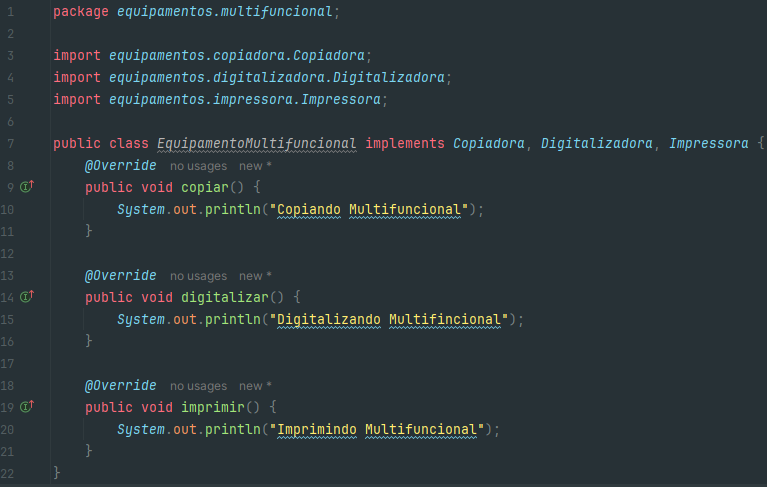 1 package equipamentos.multifuncional;
2
3 import equipamentos.copiadora.Copiadora;
4 import equipamentos.digitalizadora.Digitalizadora;
5 import equipamentos.impressora.Impressora;
6
7 public class EquipamentoMultifuncional implements Copiadora, Digitalizadora, Impressora {
8 @Override no usages new *
9 public void copiar() {
10 System.out.println("Copiando Multifuncional");
11 }
12
13 @Override no usages new *
14 public void digitalizar() {
15 System.out.println("Digitalizando Multifincional");
16 }
17
18 @Override no usages new *
19 public void imprimir() {
20 System.out.println("Imprimindo Multifuncional");
21 }
22 }